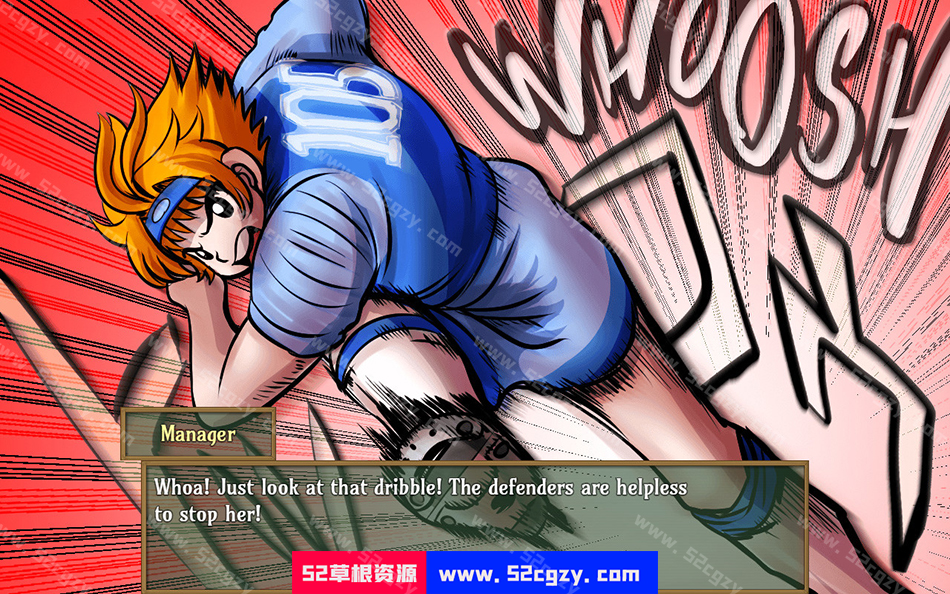 WHOOSH
10
Manager
Whoa! Just look at that dribble! The defenders are helpless
to stop her!
52草根资源 www.52cgzy.com